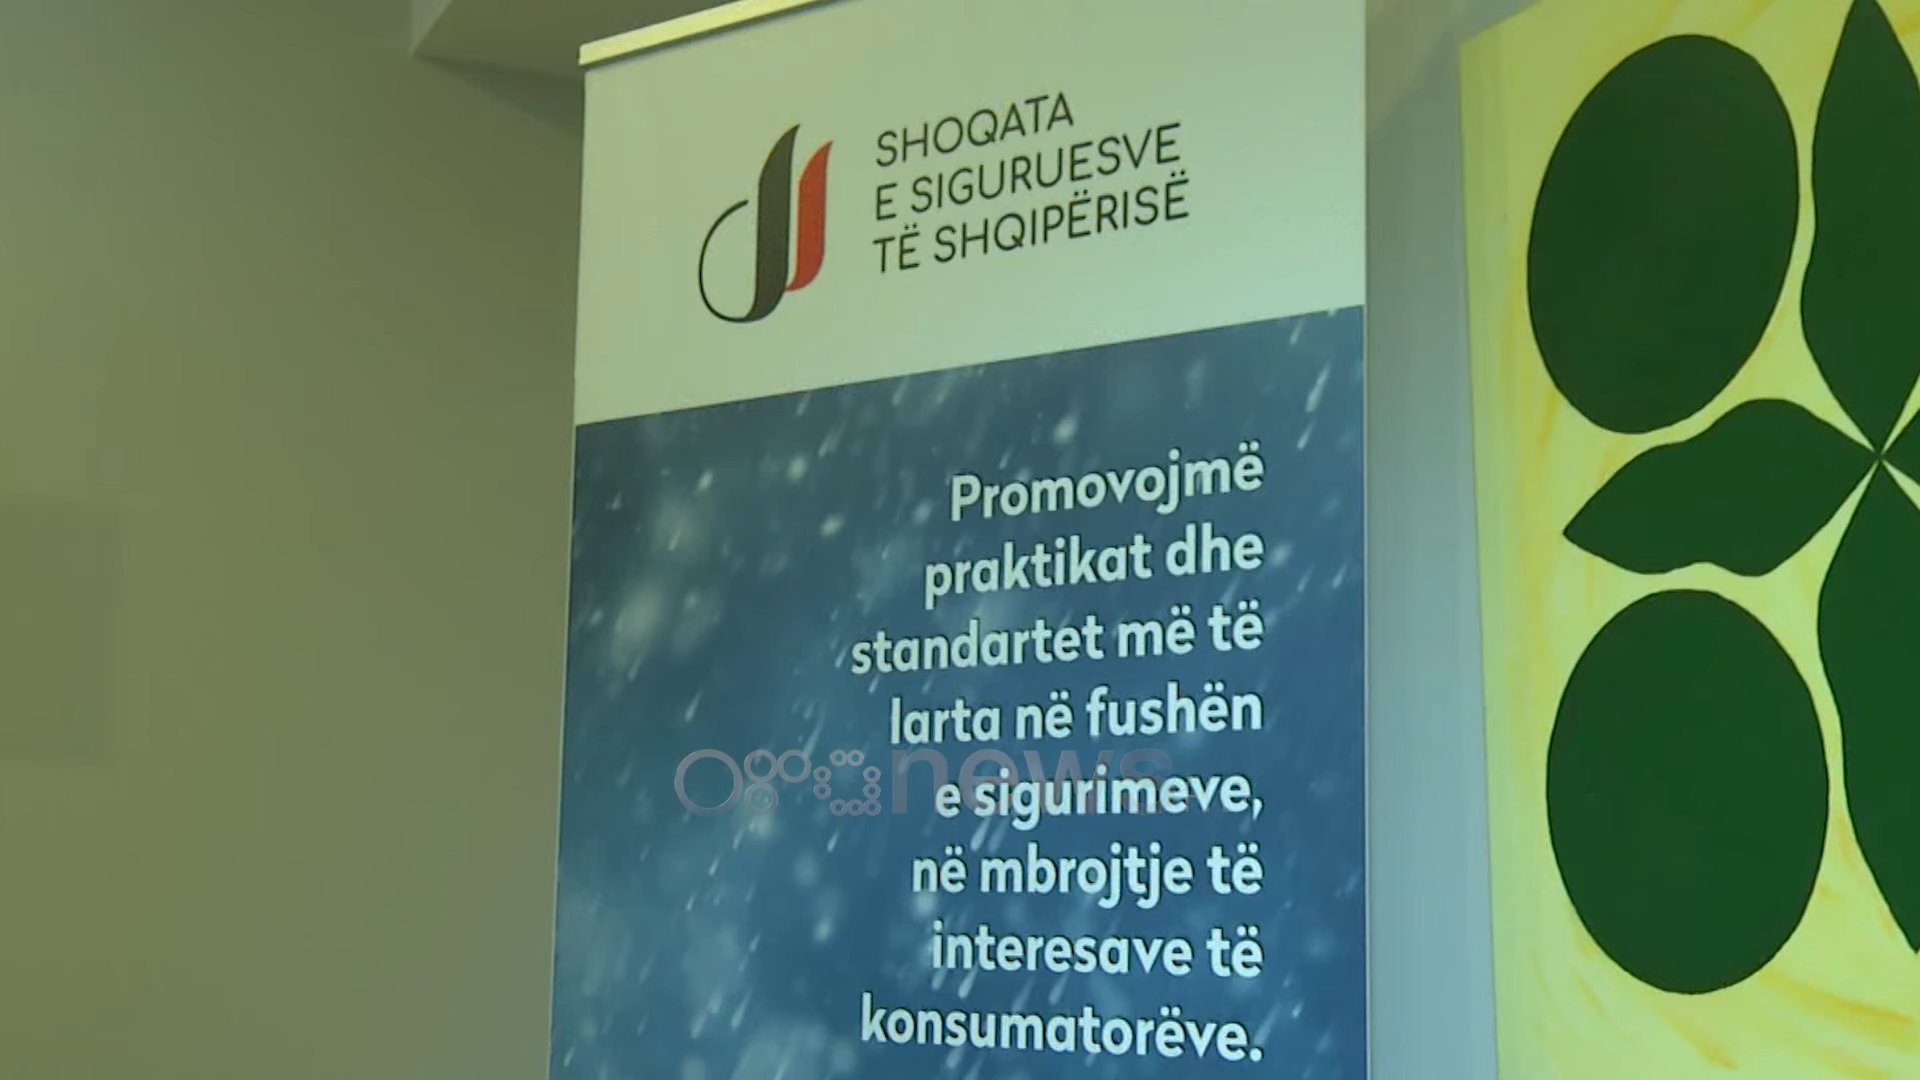 SHOQATA
E SIGURUESVE
TË SHQIPËRISË
Promovojmë
praktikat dhe
standartet më të
larta në fushën
e sigurimeve,
në mbrojtje të
interesave të
konsumatorëve.
ora news